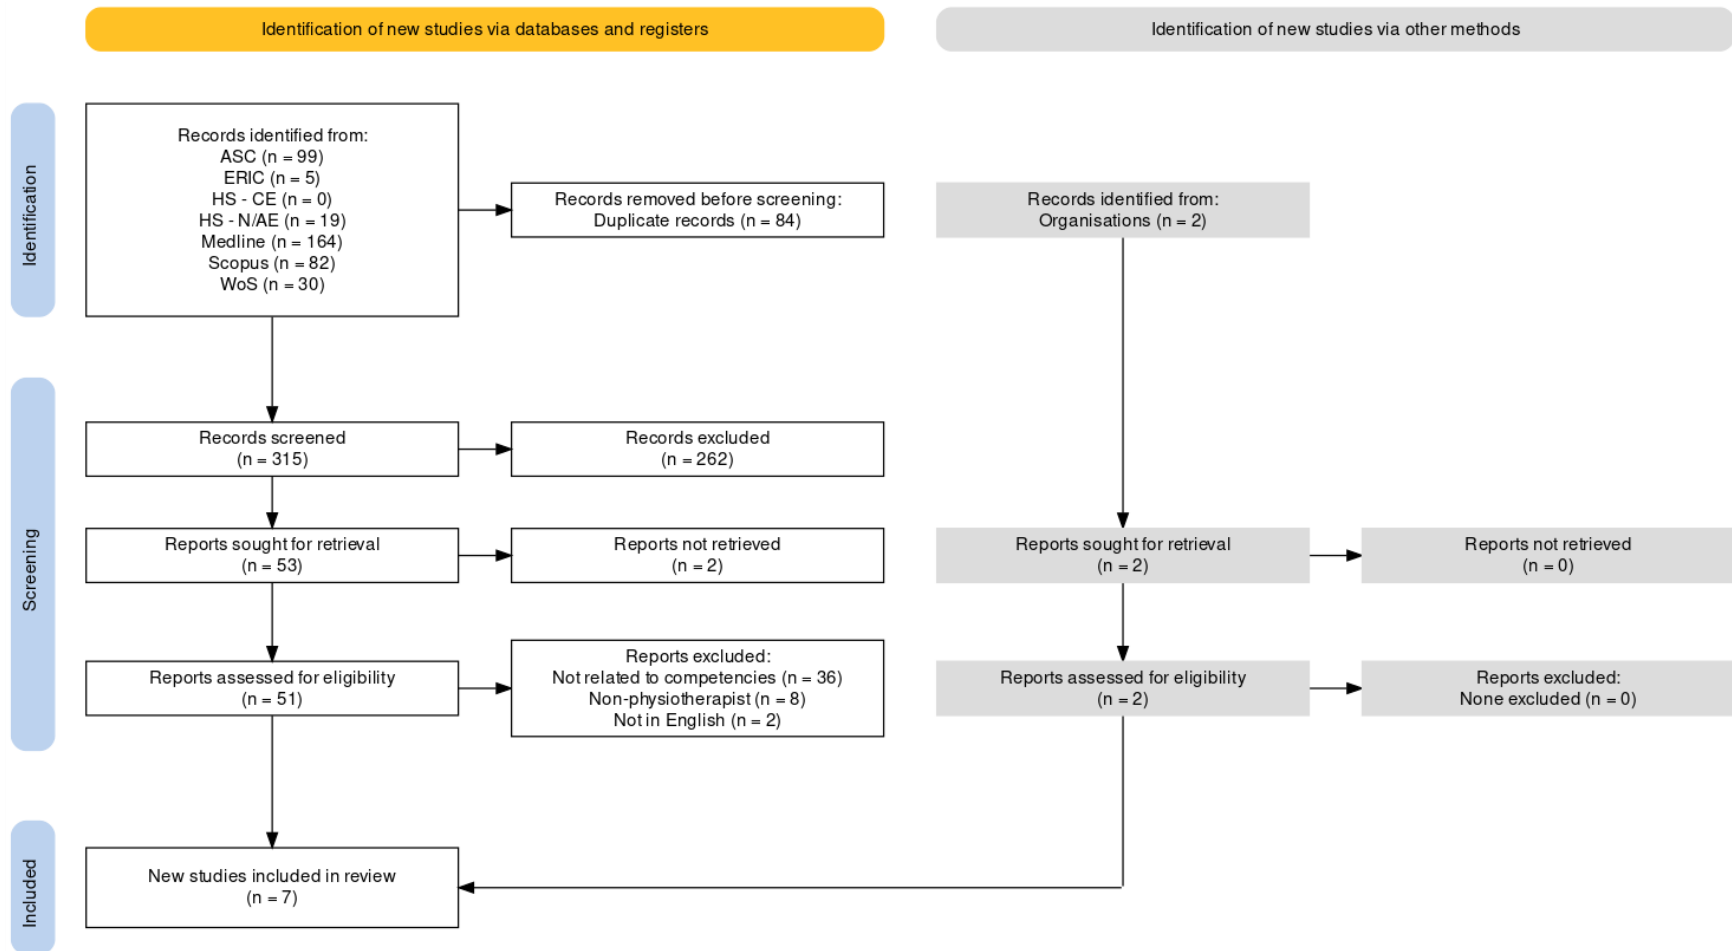 Identification of new studies via databases and registers
Identification of new studies via other methods
Identification
Records identified from:
ASC (n = 99)
ERIC (n = 5)
HS - CE (n = 0)
HS - N/AE (n = 19)
Medline (n = 164)
Scopus (n = 82)
WoS (n = 30)
Records removed before screening:
Duplicate records (n = 84)
Records identified from:
Organisations (n = 2)
Screening
Records screened
(n = 315)
Records excluded
(n = 262)
Reports sought for retrieval
(n = 53)
Reports not retrieved
(n = 2)
Reports sought for retrieval
(n = 2)
Reports not retrieved
(n = 0)
Reports assessed for eligibility
(n = 51)
Reports excluded:
Not related to competencies (n = 36)
Non-physiotherapist (n = 8)
Not in English (n = 2)
Reports assessed for eligibility
(n = 2)
Reports excluded:
None excluded (n = 0)
Included
New studies included in review
(n = 7)